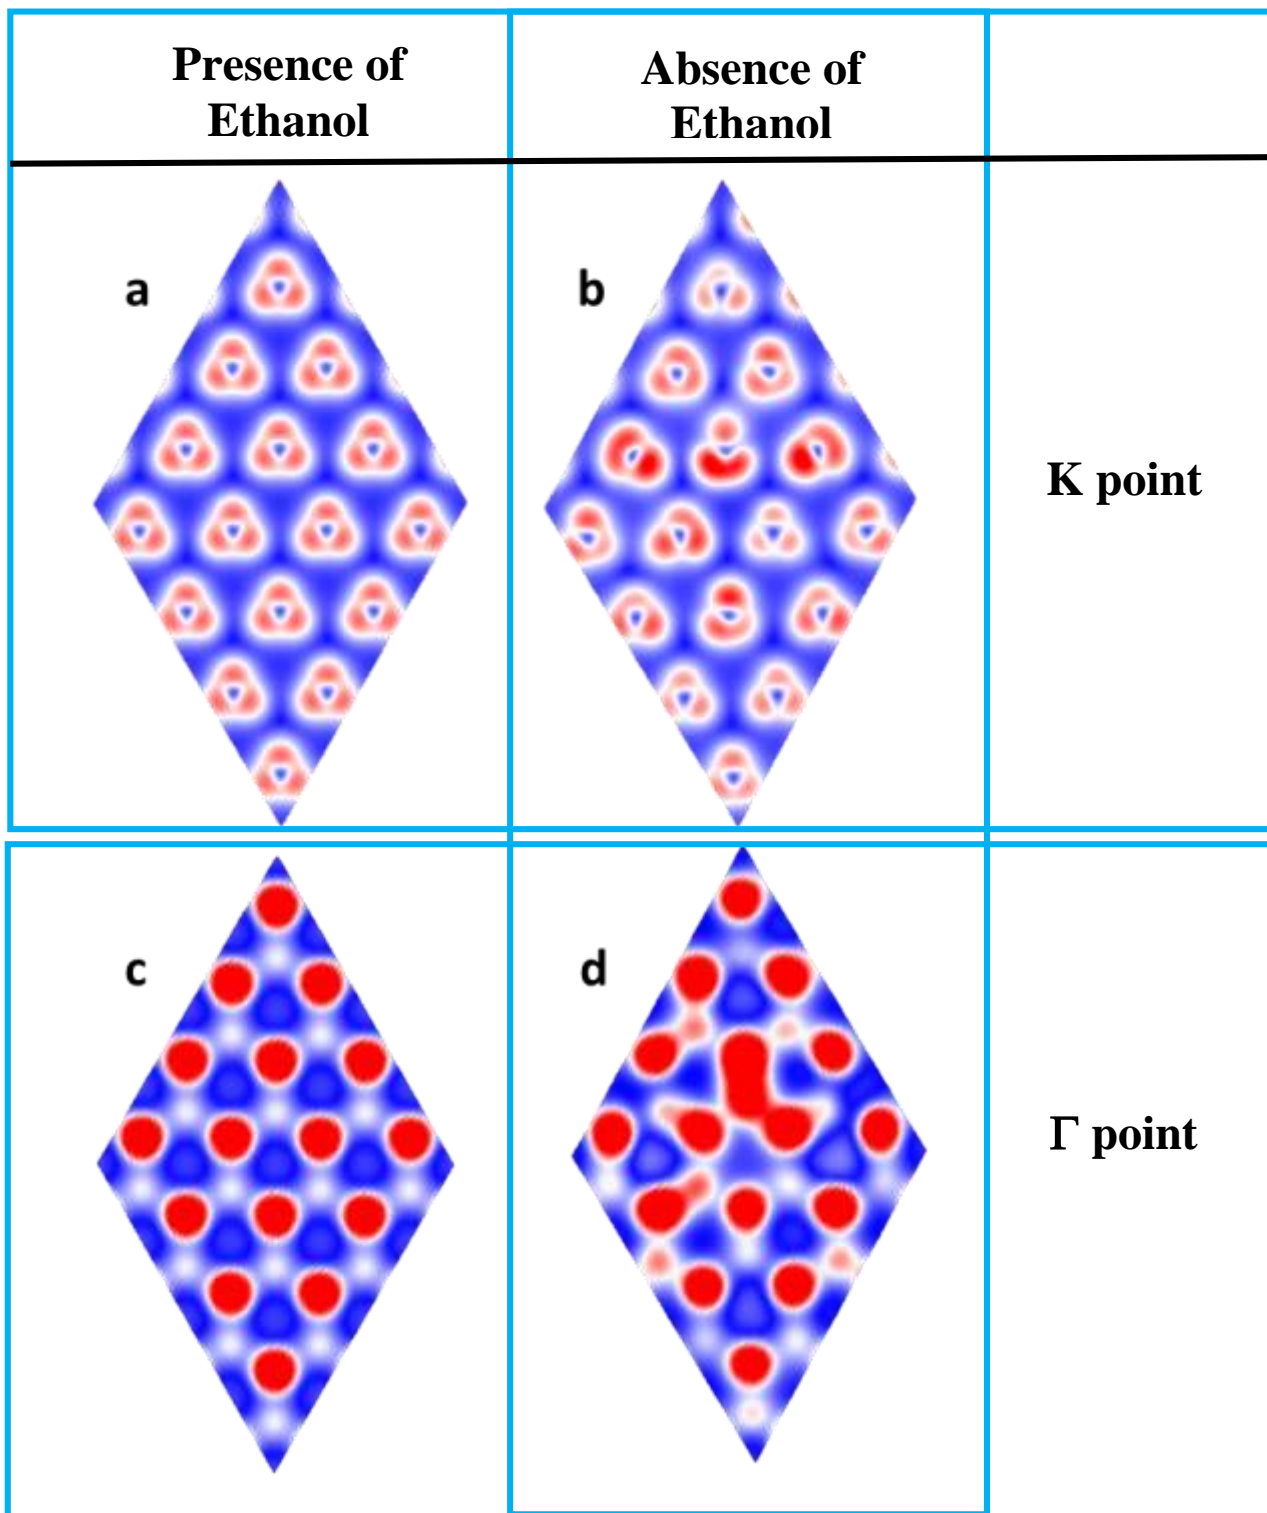 Presence of
Ethanol
Absence of
Ethanol
a
b
K point
c
d
Γ point